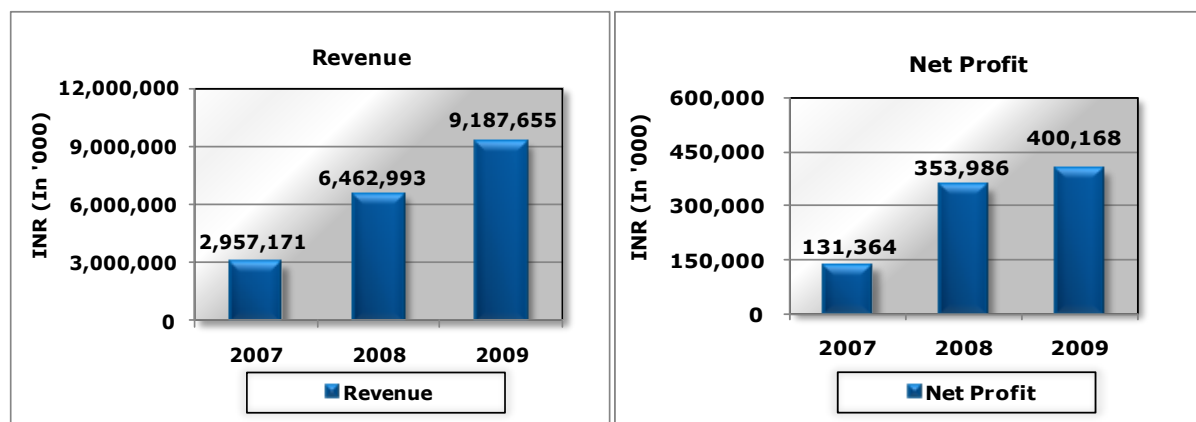 Revenue
INR (In '000)
12,000,000
9,000,000
6,000,000
3,000,000
0
2,957,171
6,462,993
9,187,655
2007 2008 2009
Revenue
Net Profit
INR (In '000)
600,000
450,000
300,000
150,000
0
131,364
353,986
400,168
2007 2008 2009
Net Profit